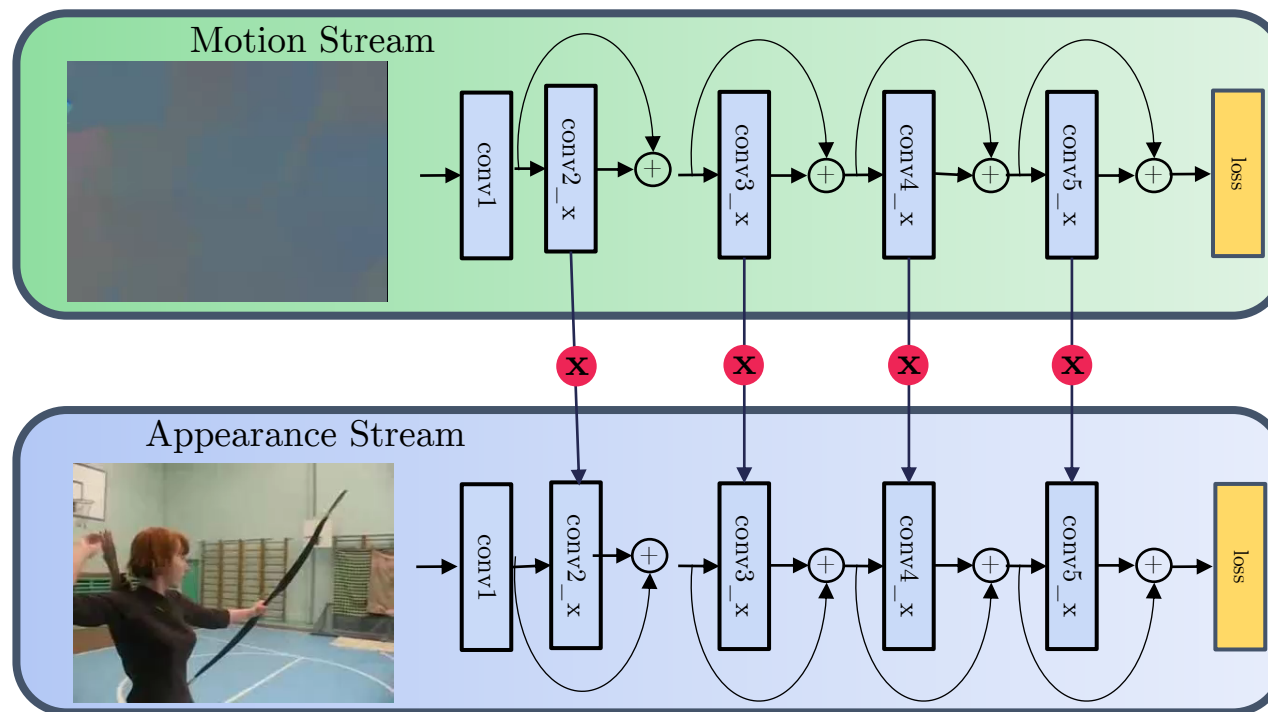 Motion Stream
conv1
conv2_x
+
conv3_x
+
conv4_x
+
conv5_x
+
loss
x
x
x
x
Appearance Stream
conv1
conv2_x
+
conv3_x
+
conv4_x
+
conv5_x
+
loss